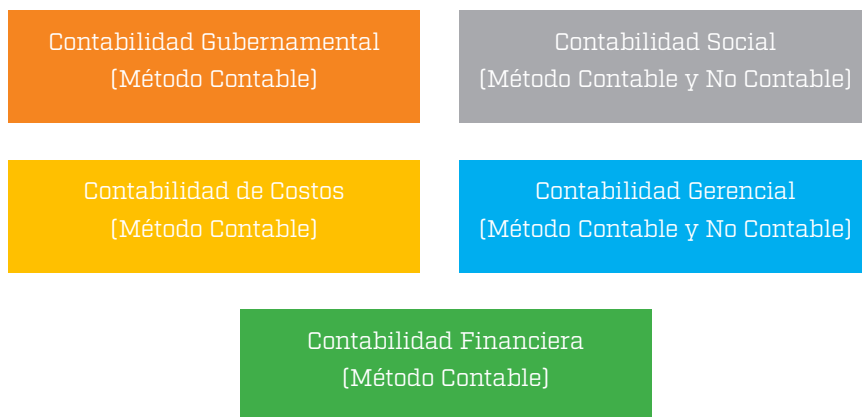 Contabilidad Gubernamental
(Método Contable)
Contabilidad Social
(Método Contable y No Contable)
Contabilidad de Costos
(Método Contable)
Contabilidad Gerencial
(Método Contable y No Contable)
Contabilidad Financiera
(Método Contable)